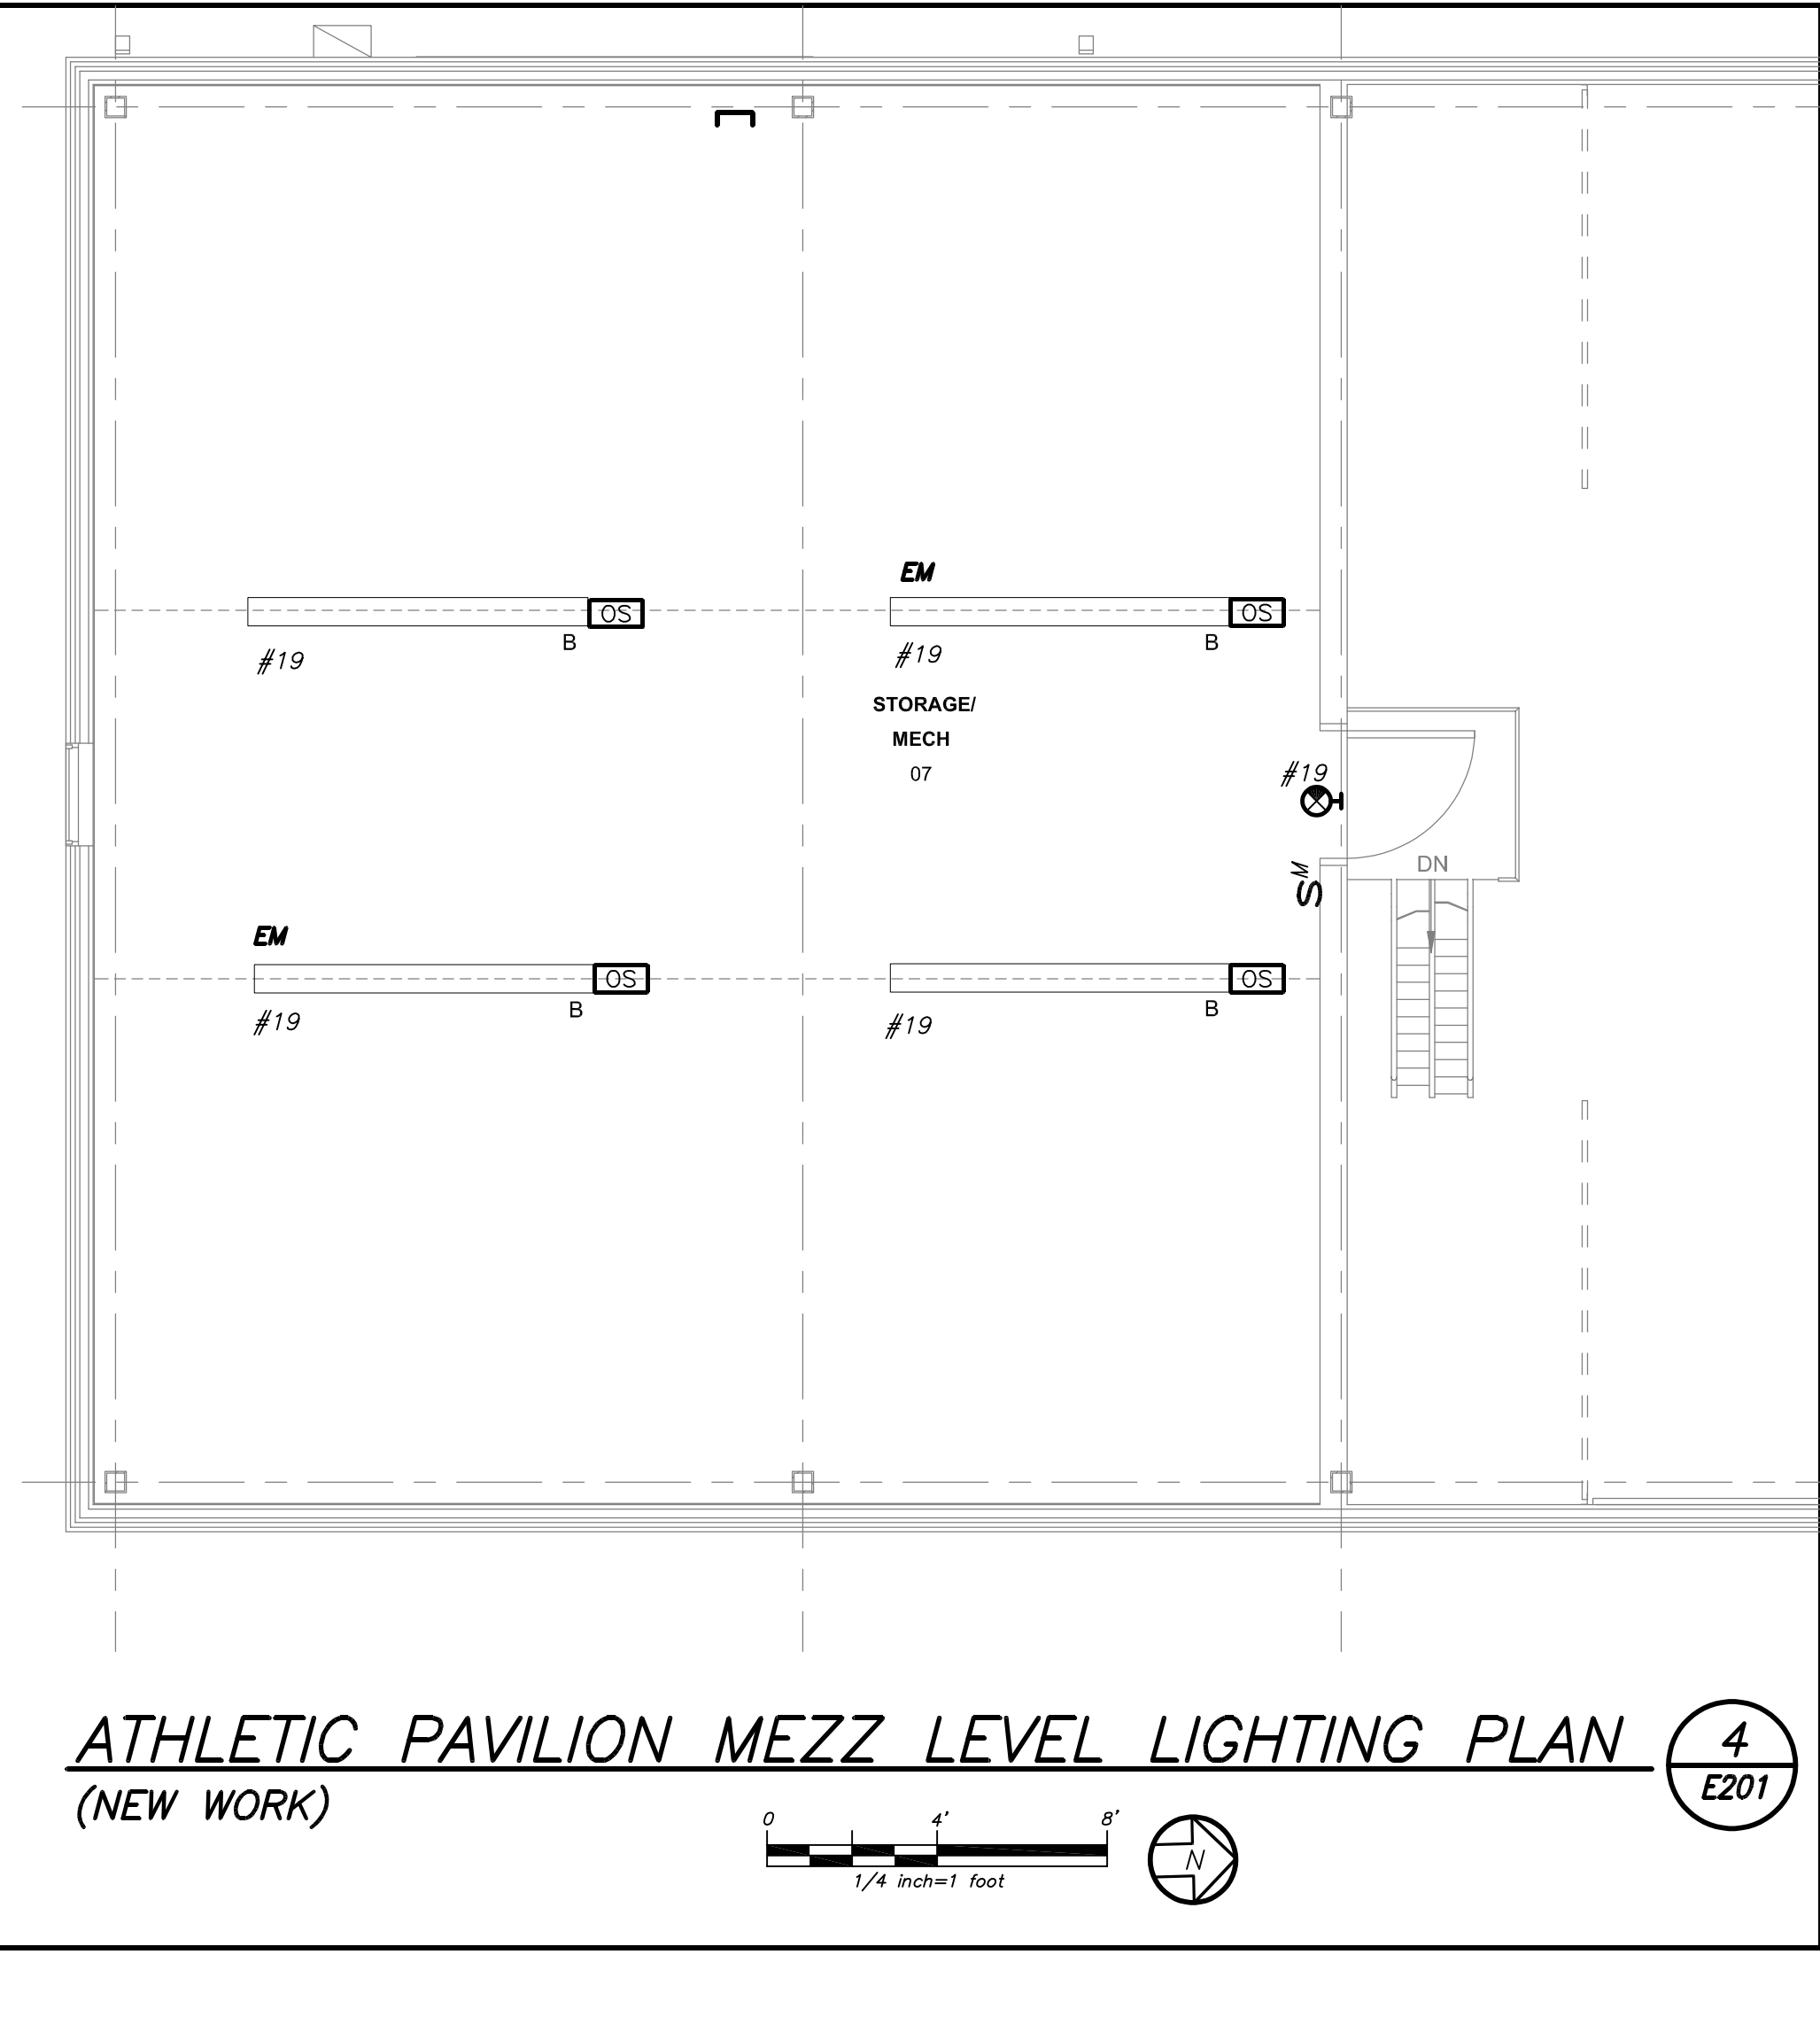 EM
OS
OS
B
B
#19
#19
STORAGE/
MECH
07
#19
DN
SM
EM
OS
OS
B
B
#19
#19
ATHLETIC PAVILION MEZZ LEVEL LIGHTING PLAN
4
E201
(NEW WORK)
0 4' 8'
1/4 inch=1 foot
N